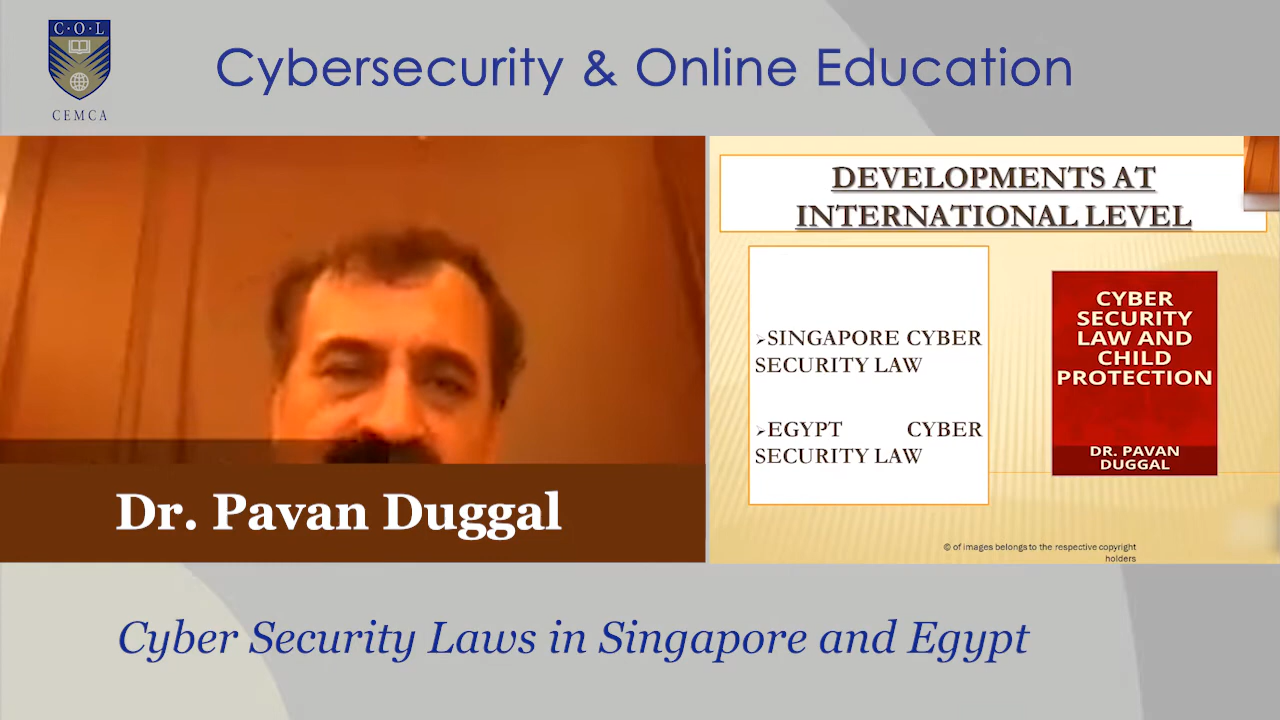 C·O·L
CEMCA
Cybersecurity & Online Education
Dr. Pavan Duggal
DEVELOPMENTS AT
INTERNATIONAL LEVEL
➢SINGAPORE CYBER
SECURITY LAW
➢EGYPT CYBER
SECURITY LAW
CYBER
SECURITY
LAW AND
CHILD
PROTECTION
DR. PAVAN
DUGGAL
© of images belongs to the respective copyright
holders
Cyber Security Laws in Singapore and Egypt